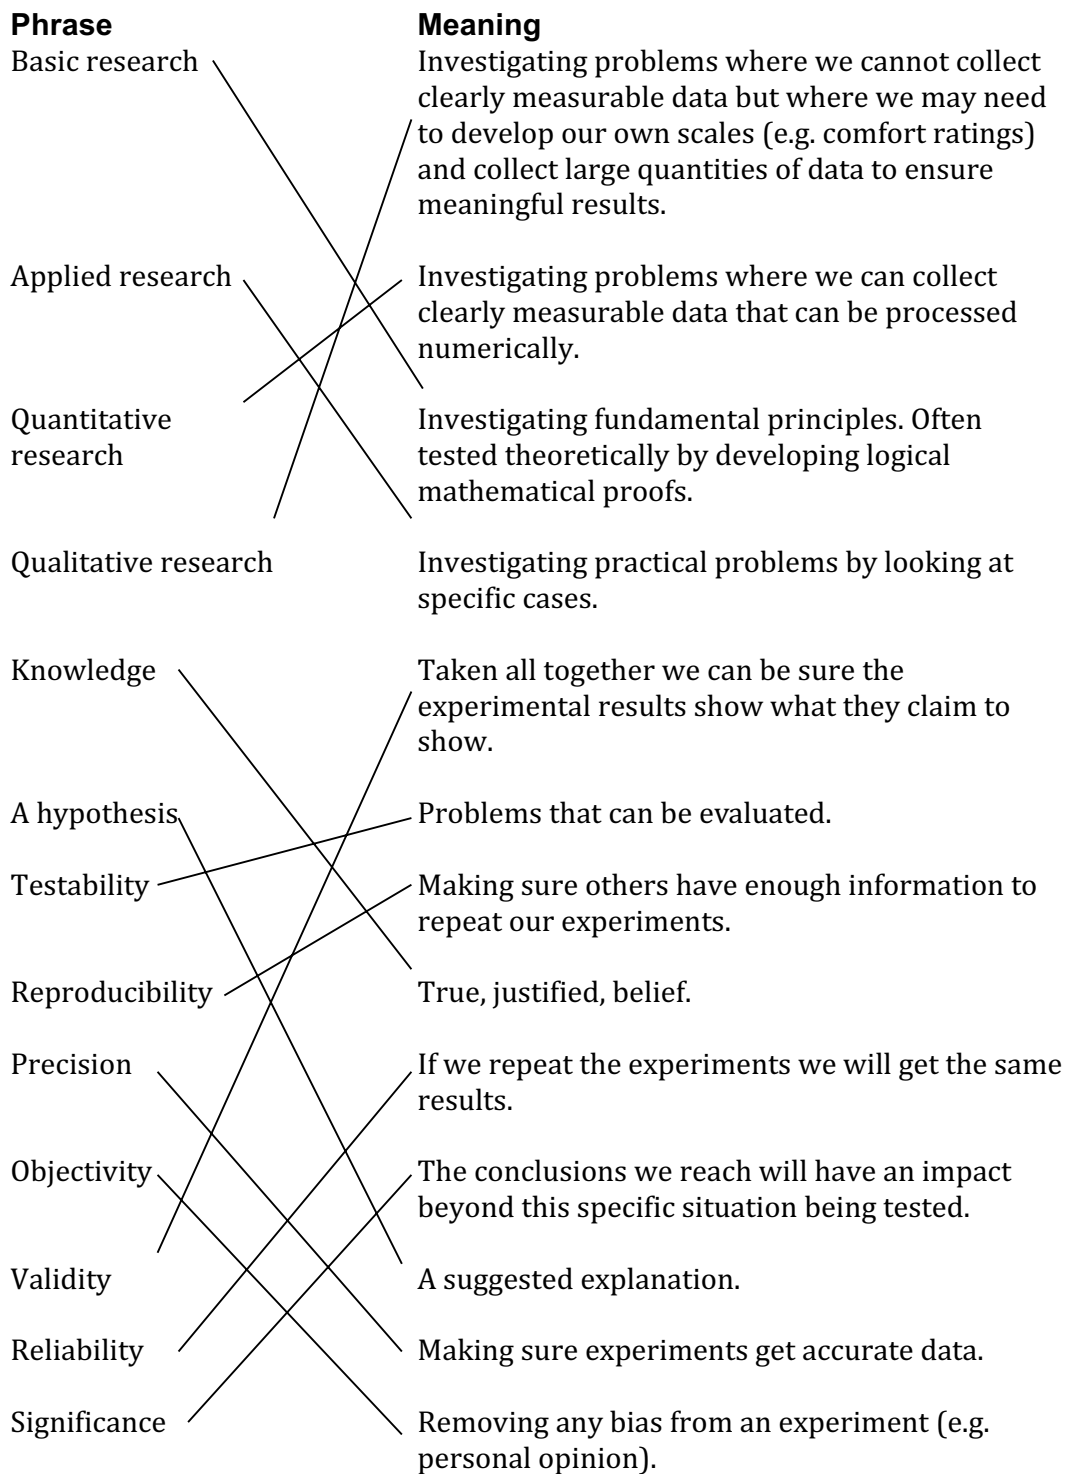 Phrase Meaning
Basic research Investigating problems where we cannot collect
clearly measurable data but where we may need
to develop our own scales (e.g. comfort ratings)
and collect large quantities of data to ensure
meaningful results.
Applied research Investigating problems where we can collect
clearly measurable data that can be processed
numerically.
Quantitative Investigating fundamental principles. Often
research tested theoretically by developing logical
mathematical proofs.
Qualitative research Investigating practical problems by looking at
specific cases.
Knowledge Taken all together we can be sure the
experimental results show what they claim to
show.
A hypothesis Problems that can be evaluated.
Testability Making sure others have enough information to
repeat our experiments.
Reproducibility True, justified, belief.
Precision If we repeat the experiments we will get the same
results.
Objectivity The conclusions we reach will have an impact
beyond this specific situation being tested.
Validity A suggested explanation.
Reliability Making sure experiments get accurate data.
Significance Removing any bias from an experiment (e.g.
personal opinion).